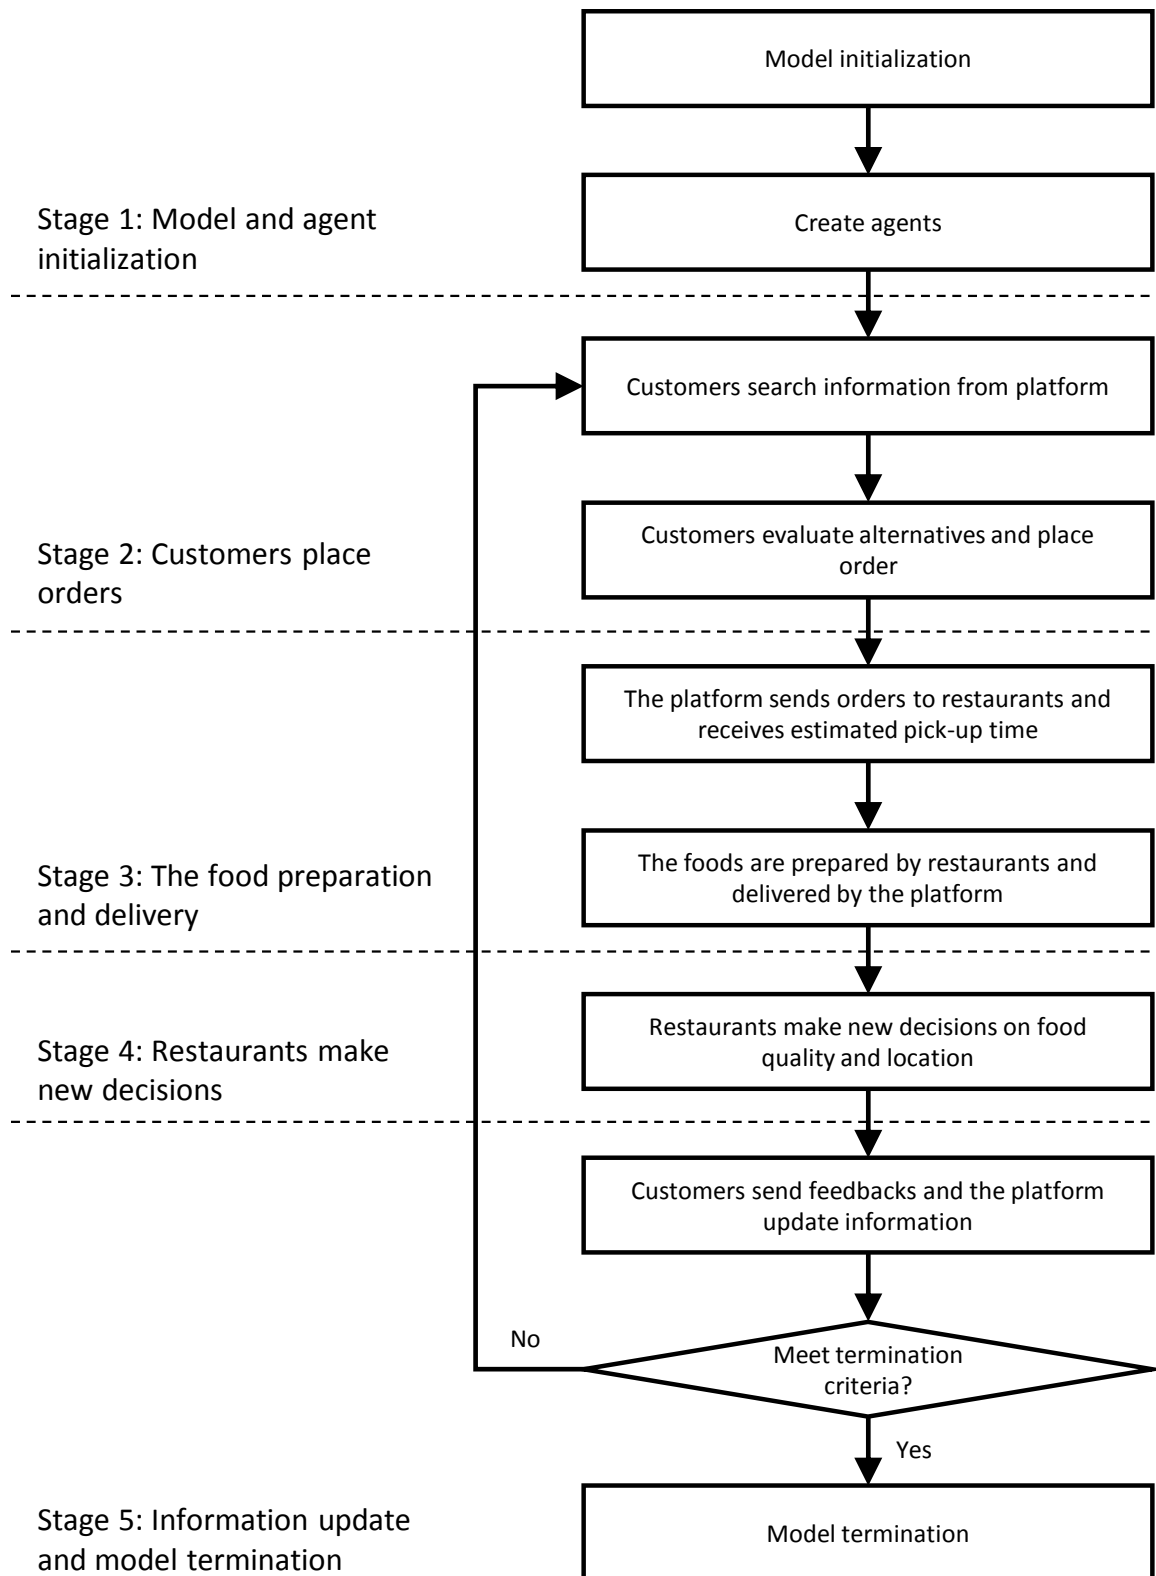 Model initialization
Create agents
Stage 1: Model and agent
initialization
Customers search information from platform
Customers evaluate alternatives and place
order
Stage 2: Customers place
orders
The platform sends orders to restaurants and
receives estimated pick-up time
The foods are prepared by restaurants and
delivered by the platform
Stage 3: The food preparation
and delivery
Restaurants make new decisions on food
quality and location
Stage 4: Restaurants make
new decisions
Customers send feedbacks and the platform
update information
No
Meet termination
criteria?
Yes
Stage 5: Information update
and model termination
Model termination